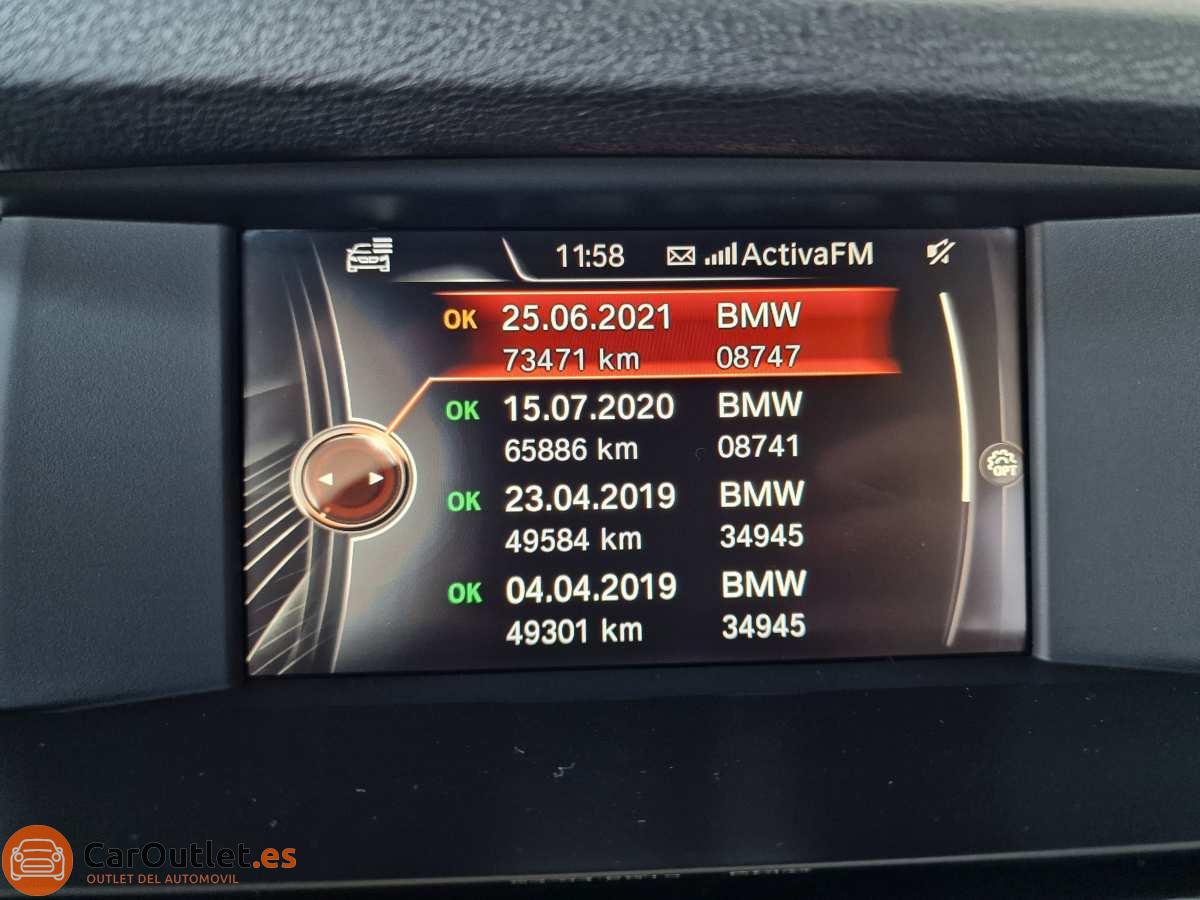 11:58 ActivaFM
OK 25.06.2021 BMW
73471 km 08747
OK 15.07.2020 BMW
65886 km 08741
OPT
OK 23.04.2019 BMW
49584 km 34945
OK 04.04.2019 BMW
49301 km 34945
CarOutlet.es
OUTLET DEL AUTOMOVIL